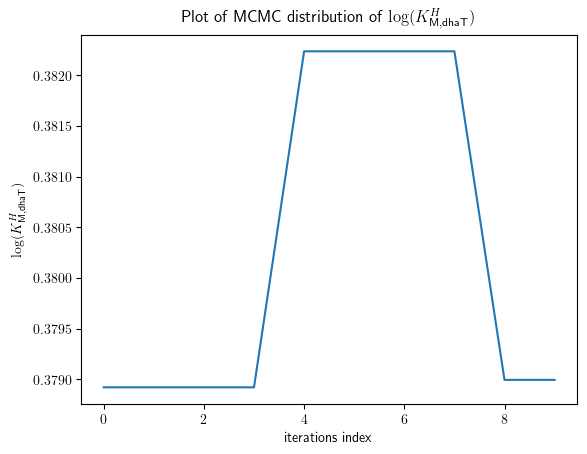 Plot of MCMC distribution of log(K^H_{M,dhaT})
log(K^H_{M,dhaT})
0.3820
0.3815
0.3810
0.3805
0.3800
0.3795
0.3790
0 2 4 6 8
iterations index